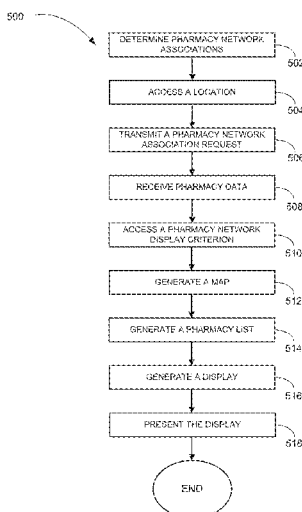 500
DETERMINE PHARMACY NETWORK
ASSOCIATIONS
502
ACCESS A LOCATION
504
TRANSMIT A PHARMACY NETWORK
ASSOCIATION REQUEST
506
RECEIVE PHARMACY DATA
508
ACCESS A PHARMACY NETWORK
DISPLAY CRITERION
510
GENERATE A MAP
512
GENERATE A PHARMACY LIST
514
GENERATE A DISPLAY
516
PRESENT THE DISPLAY
518
END